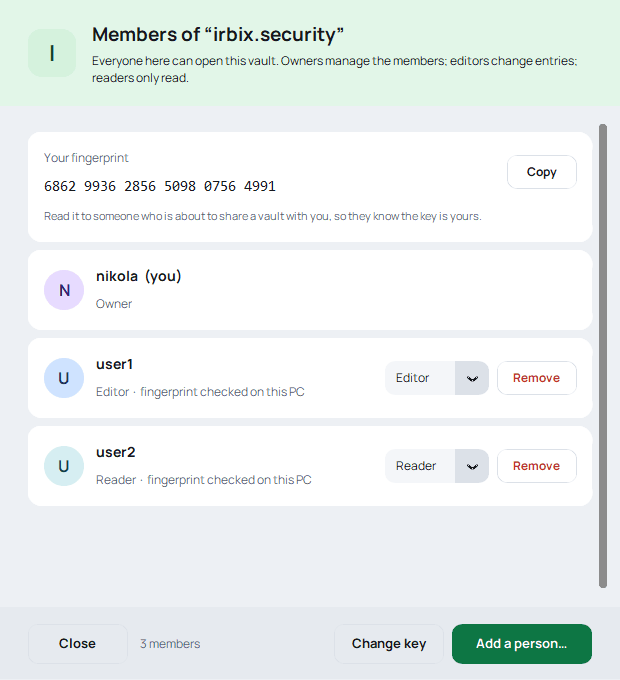 I
Members of “irbix.security”
Everyone here can open this vault. Owners manage the members; editors change entries;
readers only read.
Your fingerprint
6862 9936 2856 5098 0756 4991
Copy
Read it to someone who is about to share a vault with you, so they know the key is yours.
N
nikola (you)
Owner
U
user1
Editor · fingerprint checked on this PC
Editor
Remove
U
user2
Reader · fingerprint checked on this PC
Reader
Remove
Close
3 members
Change key
Add a person…